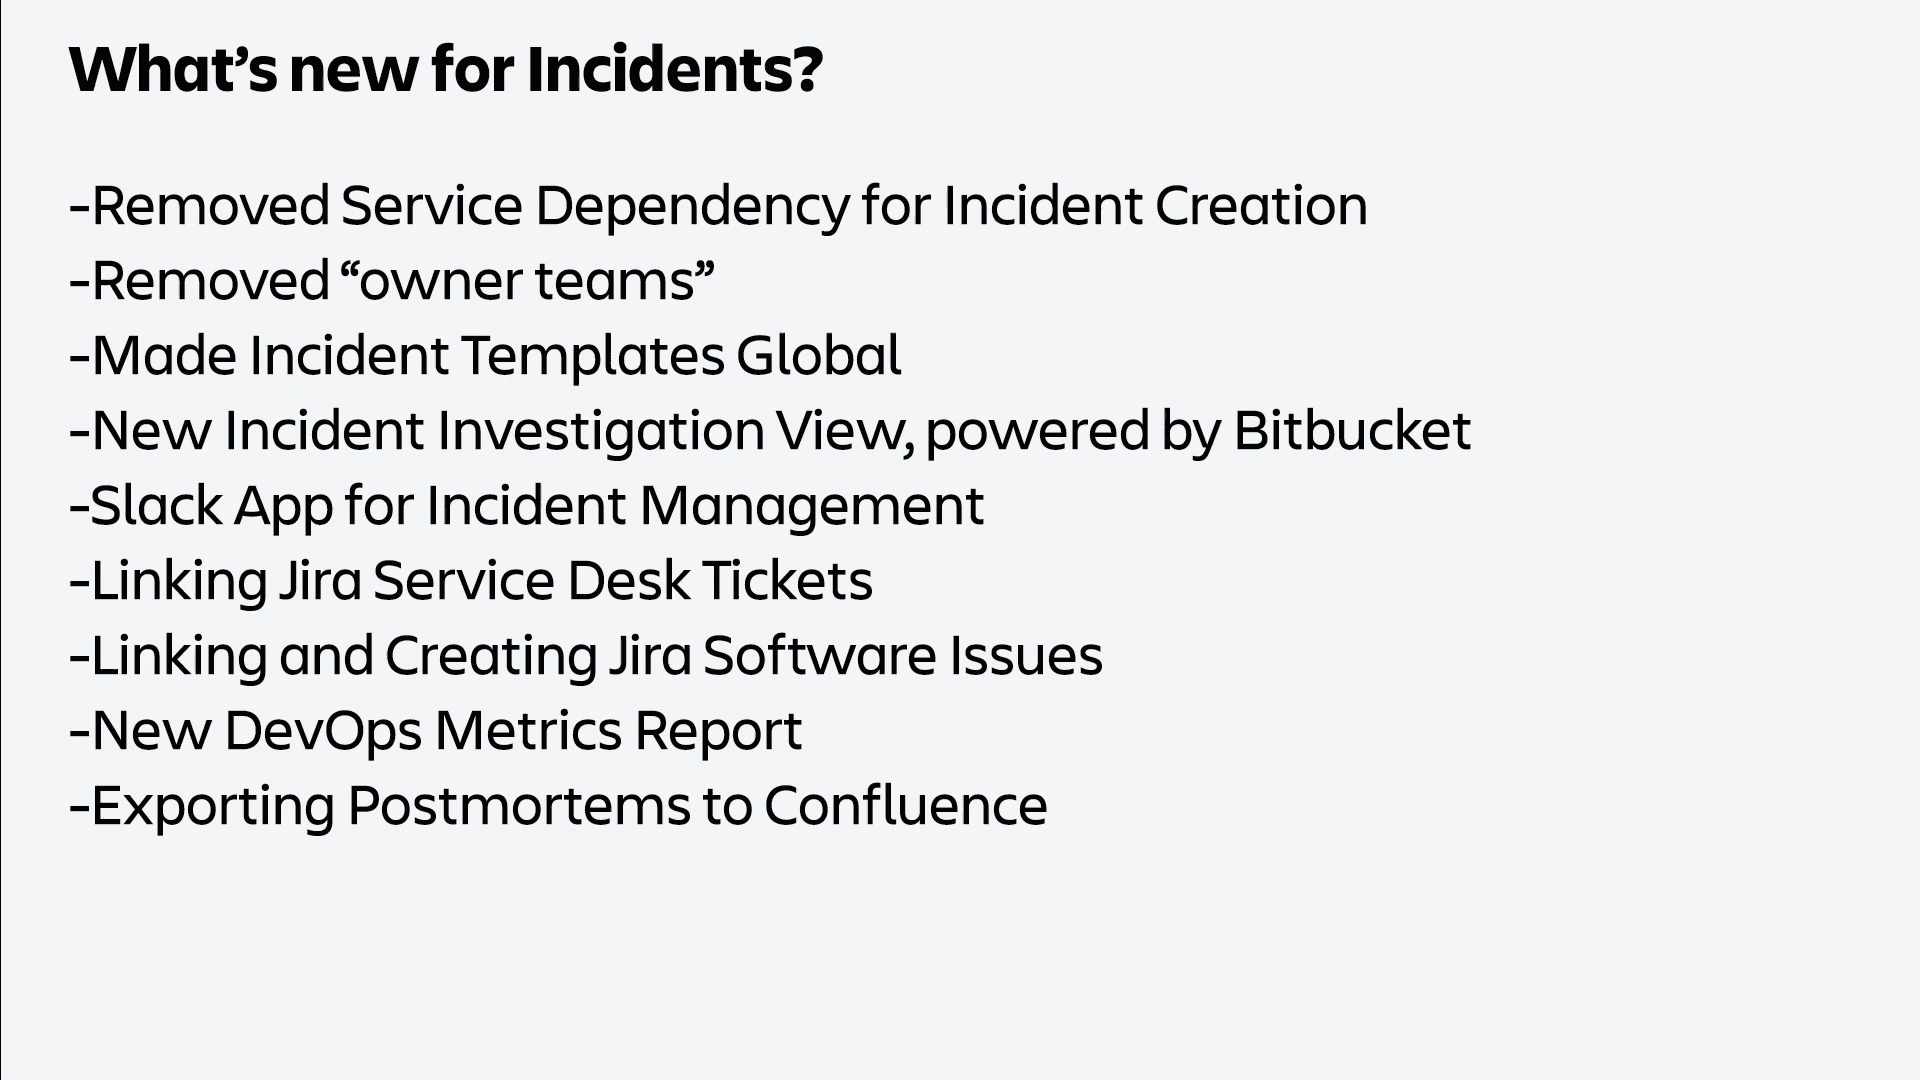 What’s new for Incidents?
-Removed Service Dependency for Incident Creation
-Removed “owner teams”
-Made Incident Templates Global
-New Incident Investigation View, powered by Bitbucket
-Slack App for Incident Management
-Linking Jira Service Desk Tickets
-Linking and Creating Jira Software Issues
-New DevOps Metrics Report
-Exporting Postmortems to Confluence